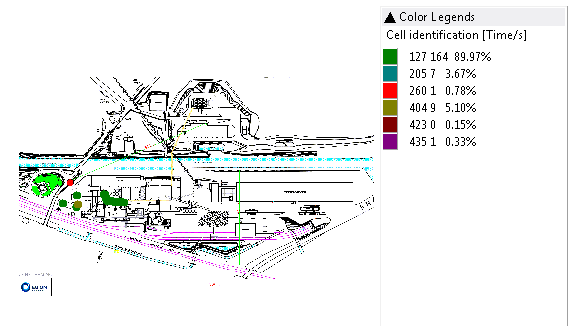 ▲ Color Legends
Cell identification [Time/s]
127 164 89.97%
205 7 3.67%
260 1 0.78%
404 9 5.10%
423 0 0.15%
435 1 0.33%